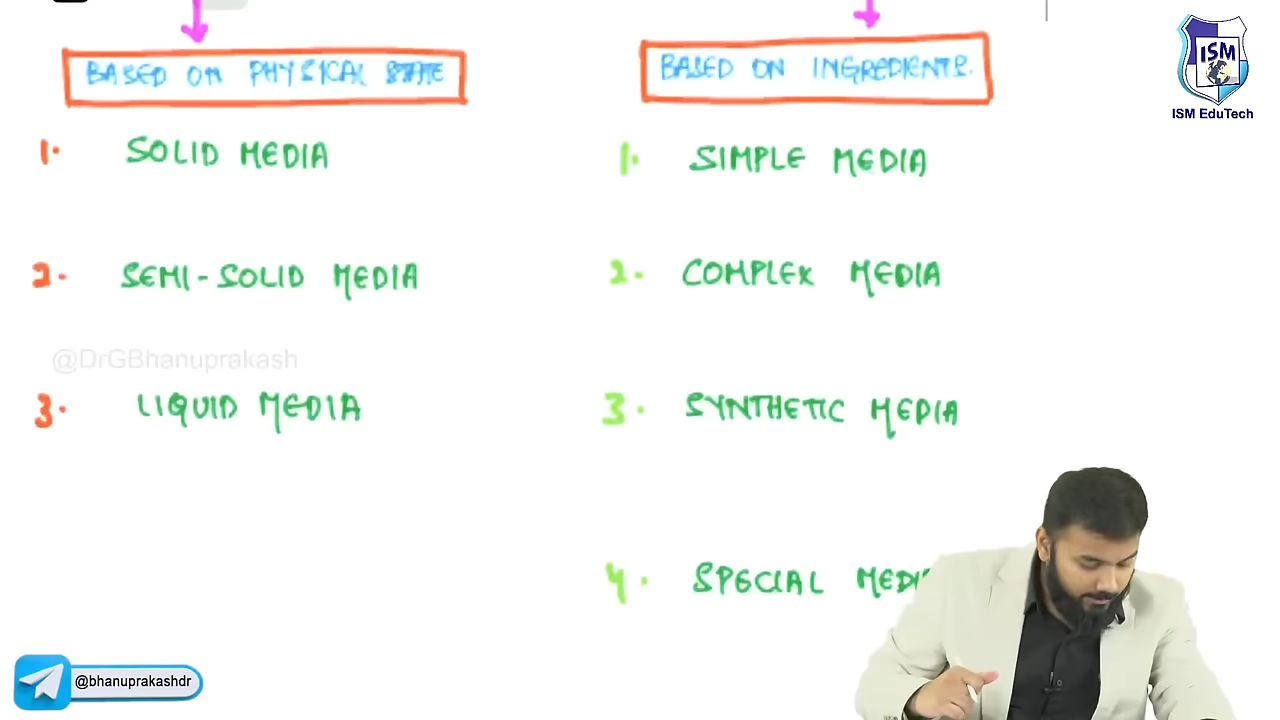 BASED ON PHYSICAL STATE
1. SOLID MEDIA
2. SEMI-SOLID MEDIA
@DrGBhanuprakash
3. LIQUID MEDIA
BASED ON INGREDIENTS.
1. SIMPLE MEDIA
2. COMPLEX MEDIA
3. SYNTHETIC MEDIA
4. SPECIAL MEDI
ISM
ISM EduTech
@bhanuprakashdr